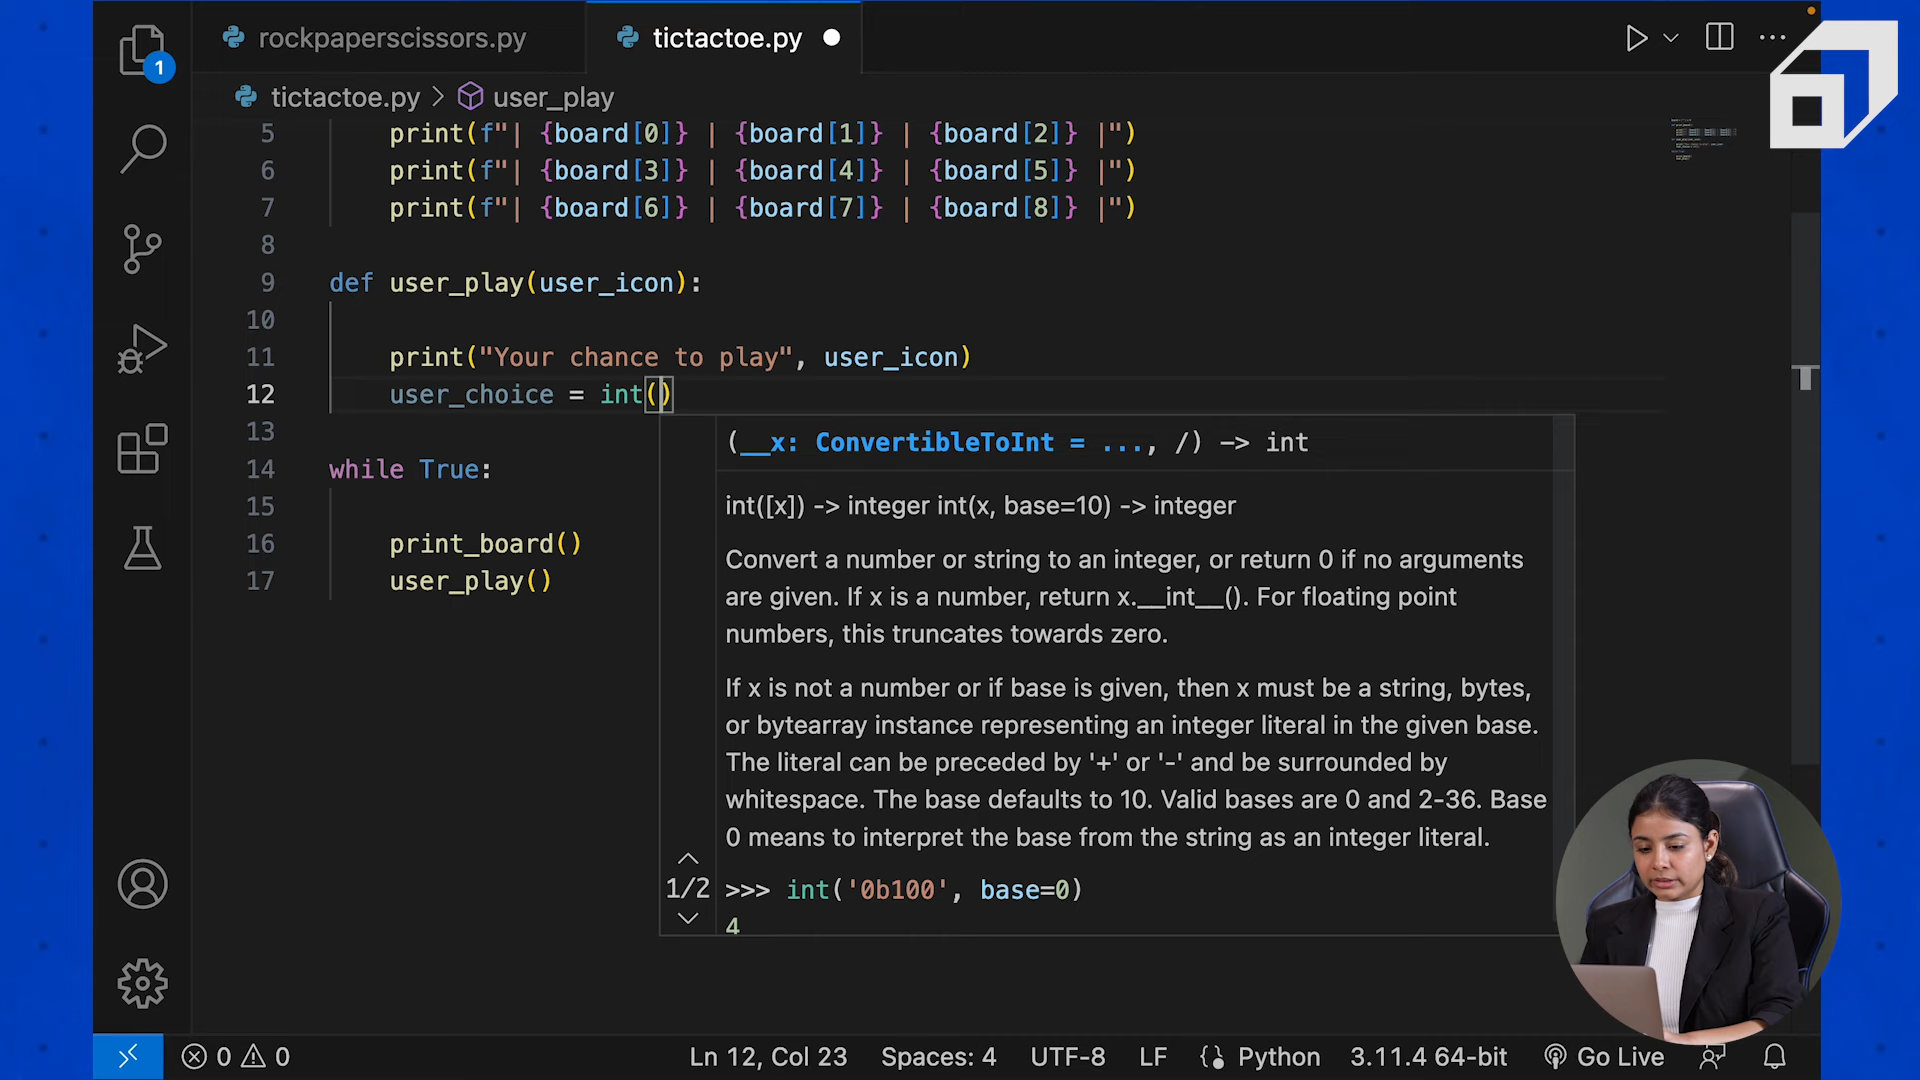 rockpaperscissors.py
tictactoe.py
1
tictactoe.py > user_play
5 print(f"| {board[0]} | {board[1]} | {board[2]} |")
6 print(f"| {board[3]} | {board[4]} | {board[5]} |")
7 print(f"| {board[6]} | {board[7]} | {board[8]} |")
8
9 def user_play(user_icon):
10
11 print("Your chance to play", user_icon)
12 user_choice = int()
13
14 while True:
15
16 print_board()
17 user_play()
(__x: ConvertibleToInt = ..., /) -> int
int([x]) -> integer int(x, base=10) -> integer
Convert a number or string to an integer, or return 0 if no arguments
are given. If x is a number, return x.__int__(). For floating point
numbers, this truncates towards zero.
If x is not a number or if base is given, then x must be a string, bytes,
or bytearray instance representing an integer literal in the given base.
The literal can be preceded by '+' or '-' and be surrounded by
whitespace. The base defaults to 10. Valid bases are 0 and 2-36. Base
0 means to interpret the base from the string as an integer literal.
1/2
>>> int('0b100', base=0)
4
0 0
Ln 12, Col 23
Spaces: 4
UTF-8
LF
Python
3.11.4 64-bit
Go Live